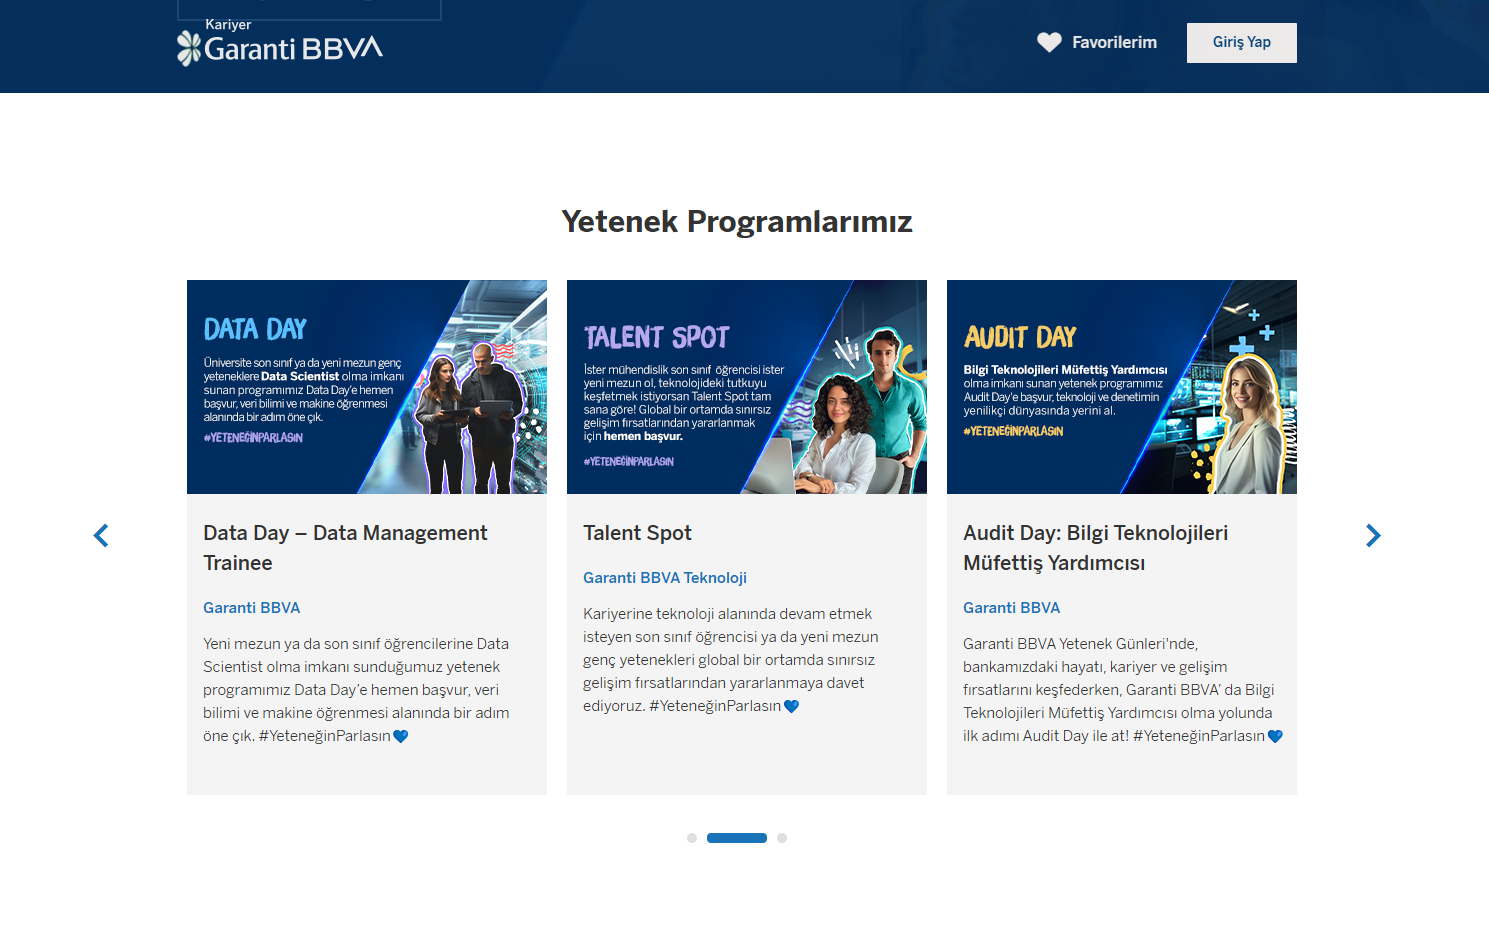 Kariyer
Garanti BBVA
Favorilerim
Giriş Yap
Yetenek Programlarımız
DATA DAY
Üniversite son sınıf ya da yeni mezun genç
yeteneklere Data Scientist olma imkanı
sunan programımız Data Day'e hemen
başvur, veri bilimi ve makine öğrenmesi
alanında bir adım öne çık.
#YETENEĞİNPARLASIN
TALENT SPOT
İster mühendislik son sınıf öğrencisi ister
yeni mezun ol, teknolojideki tutkuyu
keşfetmek istiyorsan Talent Spot tam
sana göre! Global bir ortamda sınırsız
gelişim fırsatlarından yararlanmak
için hemen başvur.
#YETENEĞİNPARLASIN
AUDIT DAY
Bilgi Teknolojileri Müfettiş Yardımcısı
olma imkanı sunan yetenek programımız
Audit Day'e başvur, teknoloji ve denetimin
yenilikçi dünyasında yerini al.
#YETENEĞİNPARLASIN
Data Day – Data Management
Trainee
Garanti BBVA
Yeni mezun ya da son sınıf öğrencilerine Data
Scientist olma imkanı sunduğumuz yetenek
programımız Data Day’e hemen başvur, veri
bilimi ve makine öğrenmesi alanında bir adım
öne çık. #YeteneğinParlasın💙
Talent Spot
Garanti BBVA Teknoloji
Kariyerine teknoloji alanında devam etmek
isteyen son sınıf öğrencisi ya da yeni mezun
genç yetenekleri global bir ortamda sınırsız
gelişim fırsatlarından yararlanmaya davet
ediyoruz. #YeteneğinParlasın💙
Audit Day: Bilgi Teknolojileri
Müfettiş Yardımcısı
Garanti BBVA
Garanti BBVA Yetenek Günleri'nde,
bankamızdaki hayatı, kariyer ve gelişim
fırsatlarını keşfederken, Garanti BBVA’ da Bilgi
Teknolojileri Müfettiş Yardımcısı olma yolunda
ilk adımı Audit Day ile at! #YeteneğinParlasın💙